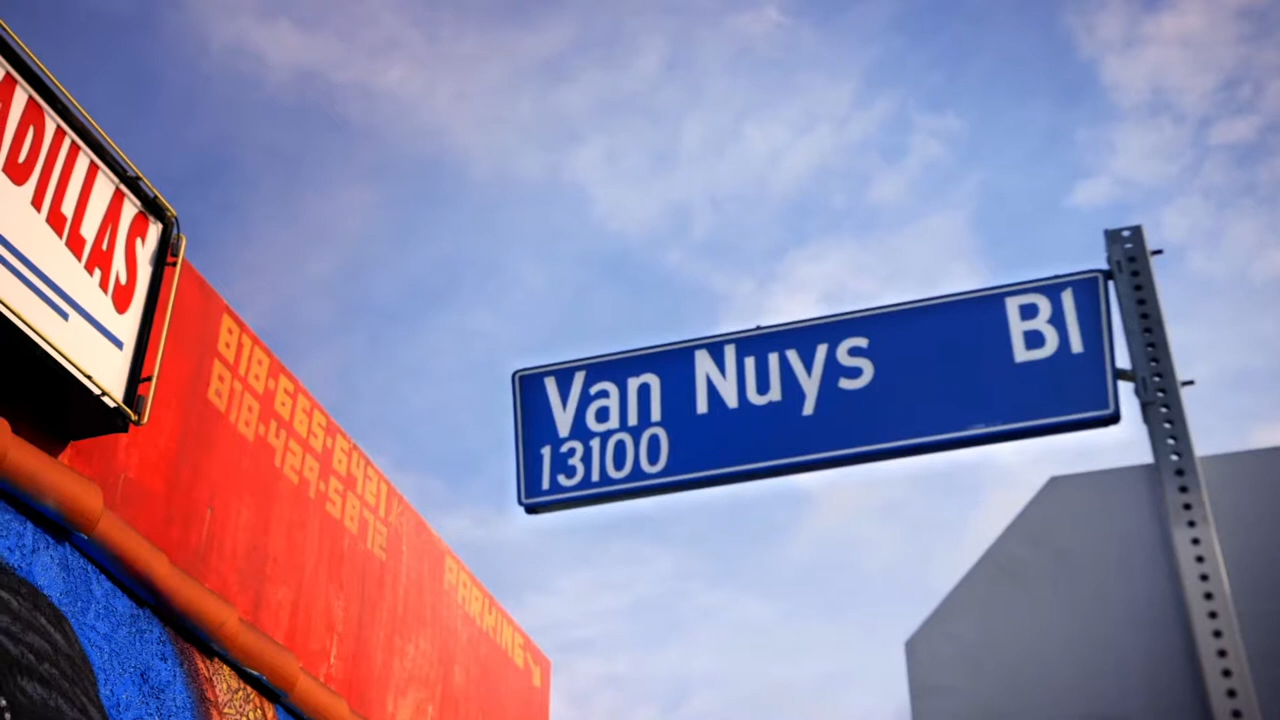 ADILLAS
818-665-6421
818-429-5872
PARKING
Van Nuys Bl
13100